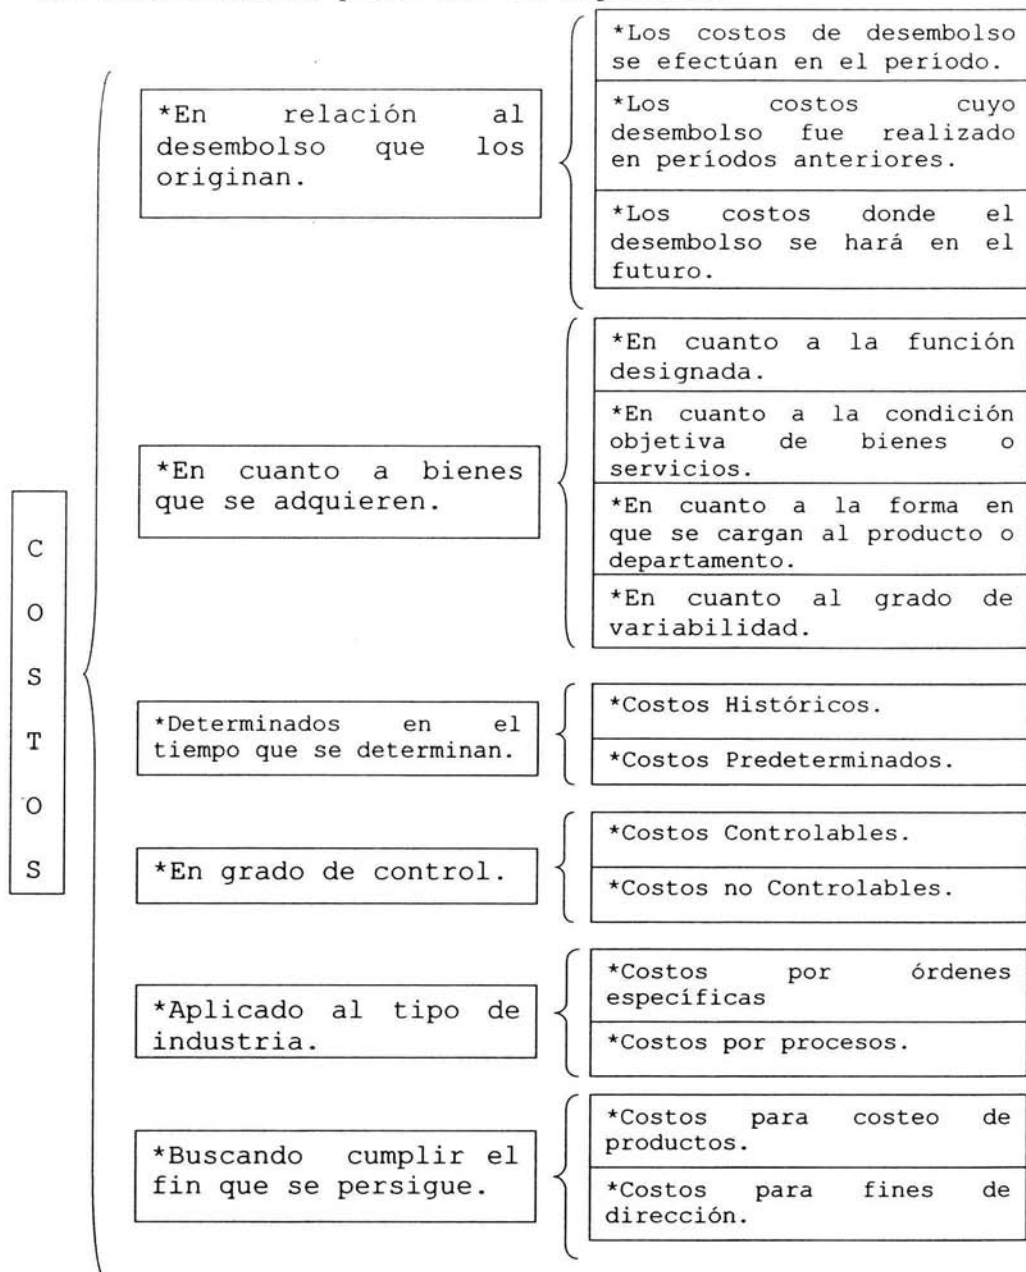 *Los costos de desembolso
se efectúan en el período.
*En relación al
desembolso que los
originan.
*Los costos cuyo
desembolso fue realizado
en períodos anteriores.
*Los costos donde el
desembolso se hará en el
futuro.
*En cuanto a la función
designada.
*En cuanto a bienes
que se adquieren.
*En cuanto a la condición
objetiva de bienes o
servicios.
*En cuanto a la forma en
que se cargan al producto o
departamento.
*En cuanto al grado de
variabilidad.
C
O
S
T
O
S
*Determinados en el
tiempo que se determinan.
*Costos Históricos.
*Costos Predeterminados.
*En grado de control.
*Costos Controlables.
*Costos no Controlables.
*Aplicado al tipo de
industria.
*Costos por órdenes
específicas
*Costos por procesos.
*Buscando cumplir el
fin que se persigue.
*Costos para costeo de
productos.
*Costos para fines de
dirección.